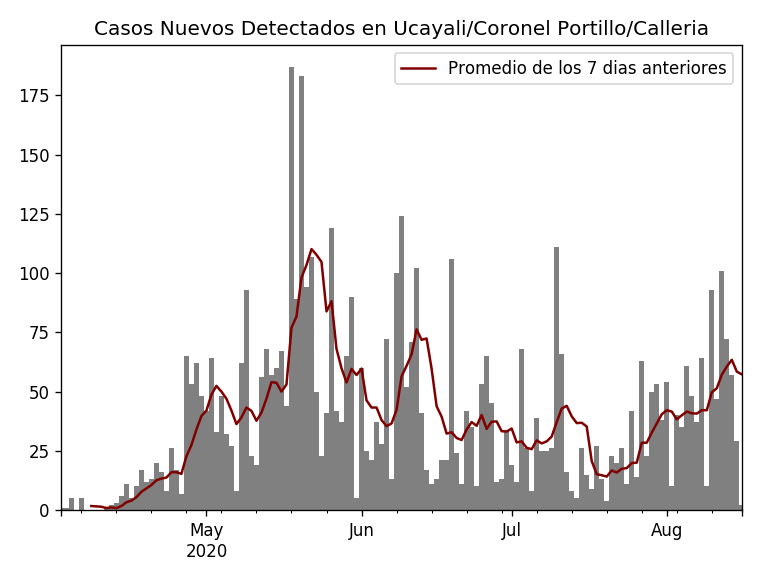 Casos Nuevos Detectados en Ucayali/Coronel Portillo/Calleria
Promedio de los 7 dias anteriores
175
150
125
100
75
50
25
0
May
2020
Jun
Jul
Aug